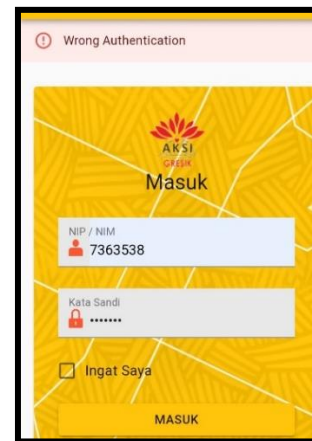 Wrong Authentication
AKSI
GRESIK
Masuk
NIP / NIM
7363538
Kata Sandi
•••••••
Ingat Saya
MASUK